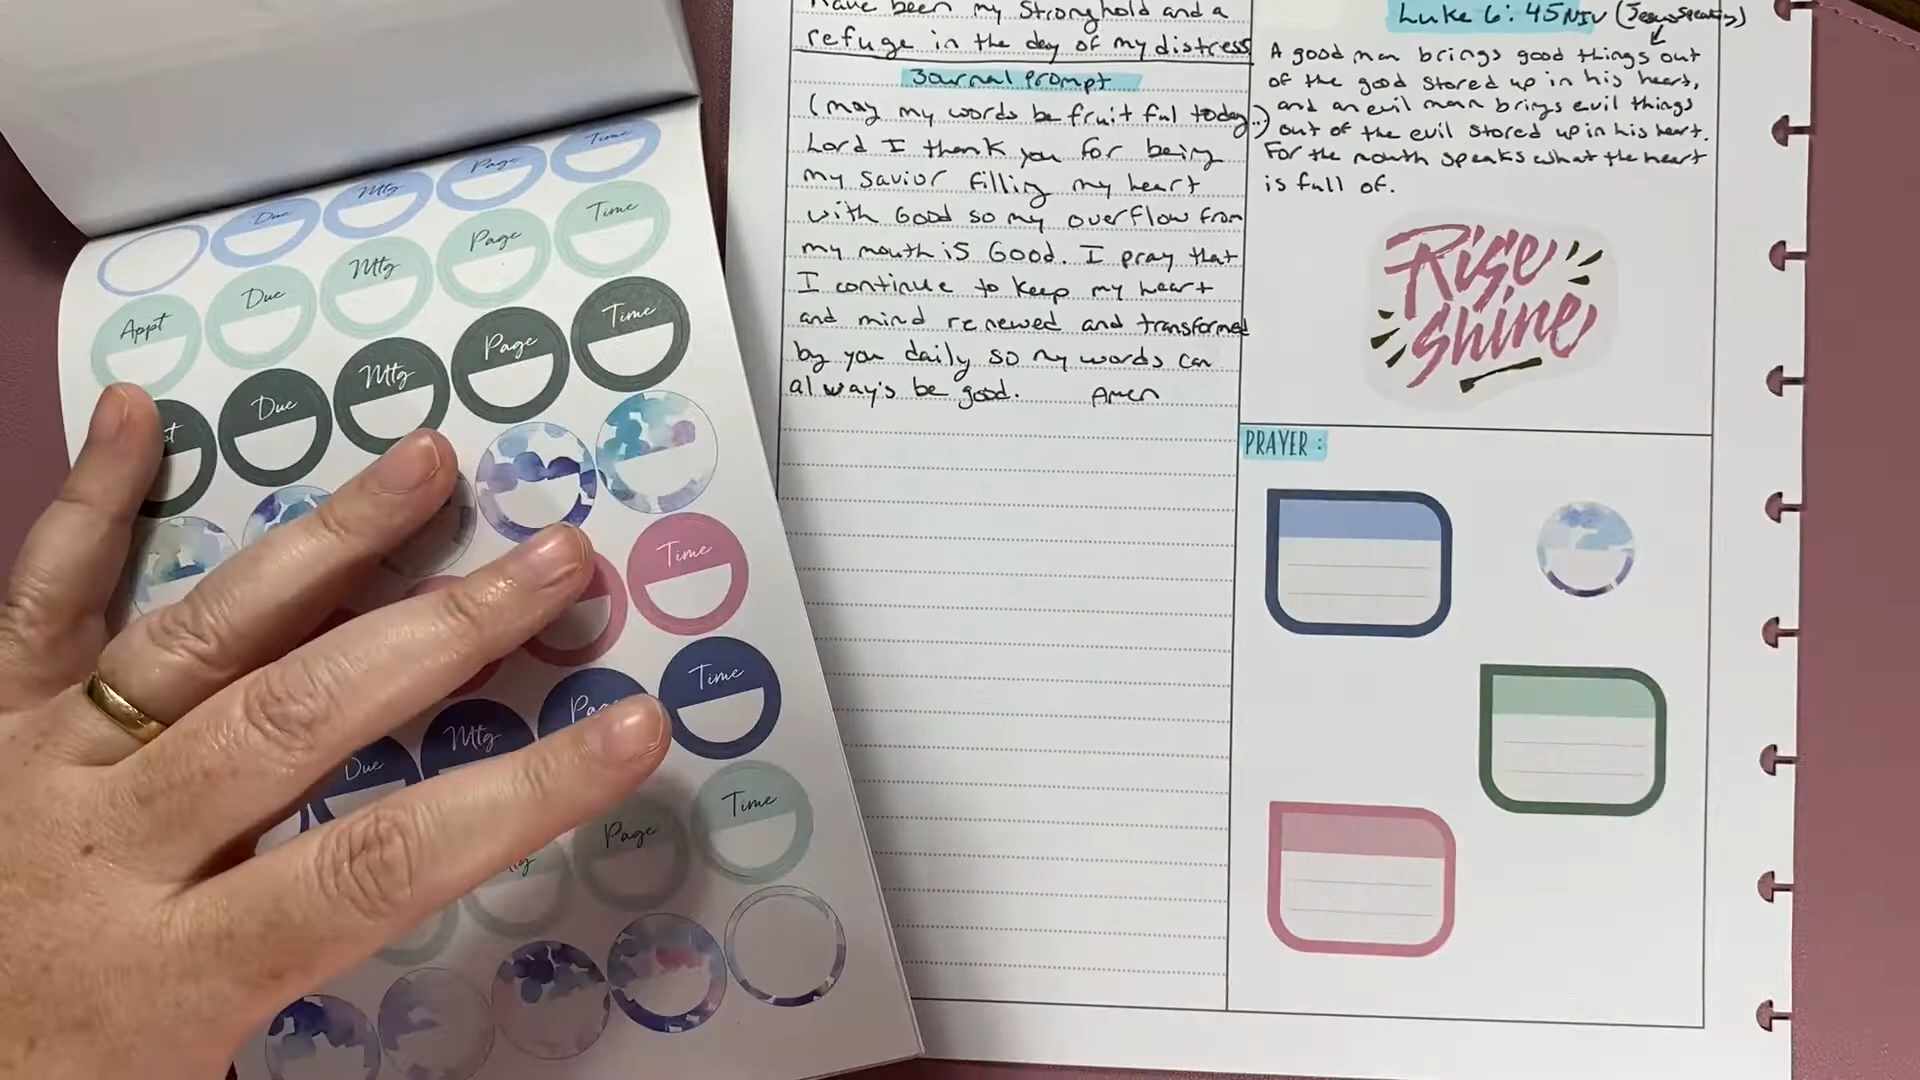 Time
Page
Mtg
Due
Time
Page
Mtg
Due
Appt
Time
Page
Mtg
Due
Time
Time
Mtg
Due
Time
Page
have been my Stronghold and a
refuge in the day of my distress
Journal Prompt
(may my words be fruit ful today..)
Lord I thank you for being
my savior filling my heart
with Good so my overflow from
my mouth is Good. I pray that
I continue to keep my heart
and mind renewed and transformed
by you daily so my words can
always be good. Amen
Luke 6:45 NIV (Jesus Speaking)
A good man brings good things out
of the good stored up in his heart,
and an evil man brings evil things
out of the evil stored up in his heart.
For the mouth speaks what the heart
is full of.
Rise
shine
PRAYER: